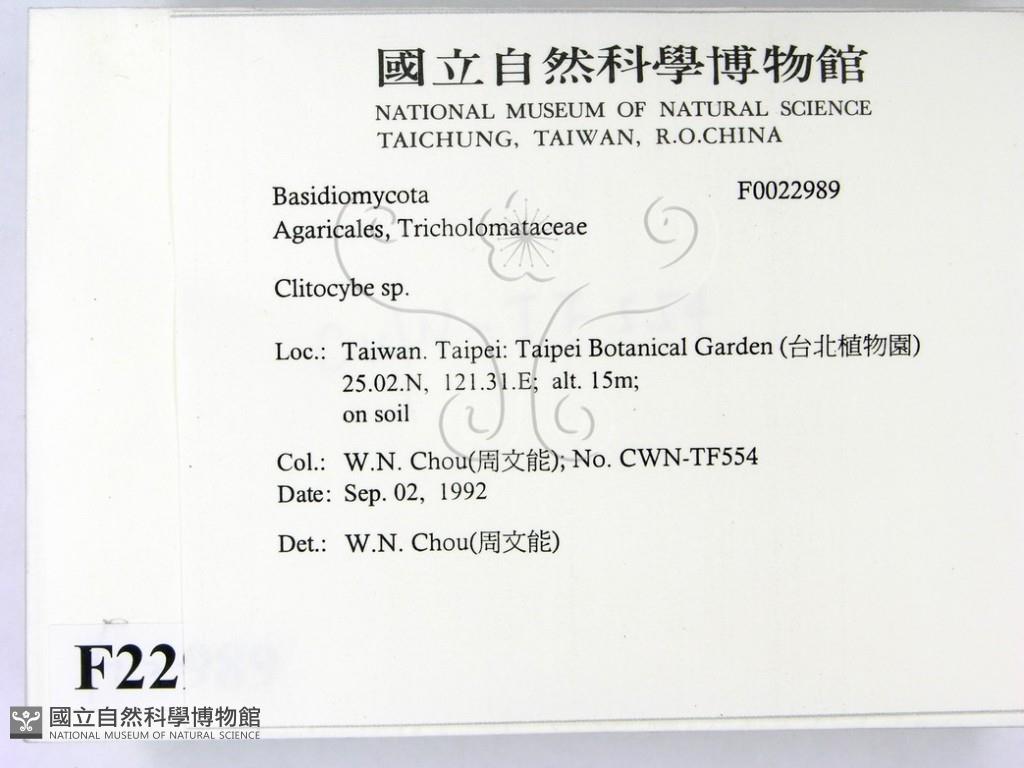 國立自然科學博物館
NATIONAL MUSEUM OF NATURAL SCIENCE
TAICHUNG, TAIWAN, R.O.CHINA
Basidiomycota F0022989
Agaricales, Tricholomataceae
Clitocybe sp.
Loc.: Taiwan. Taipei: Taipei Botanical Garden (台北植物園)
25.02.N, 121.31.E; alt. 15m;
on soil
Col.: W.N. Chou(周文能); No. CWN-TF554
Date: Sep. 02, 1992
Det.: W.N. Chou(周文能)
F22
國立自然科學博物館
NATIONAL MUSEUM OF NATURAL SCIENCE